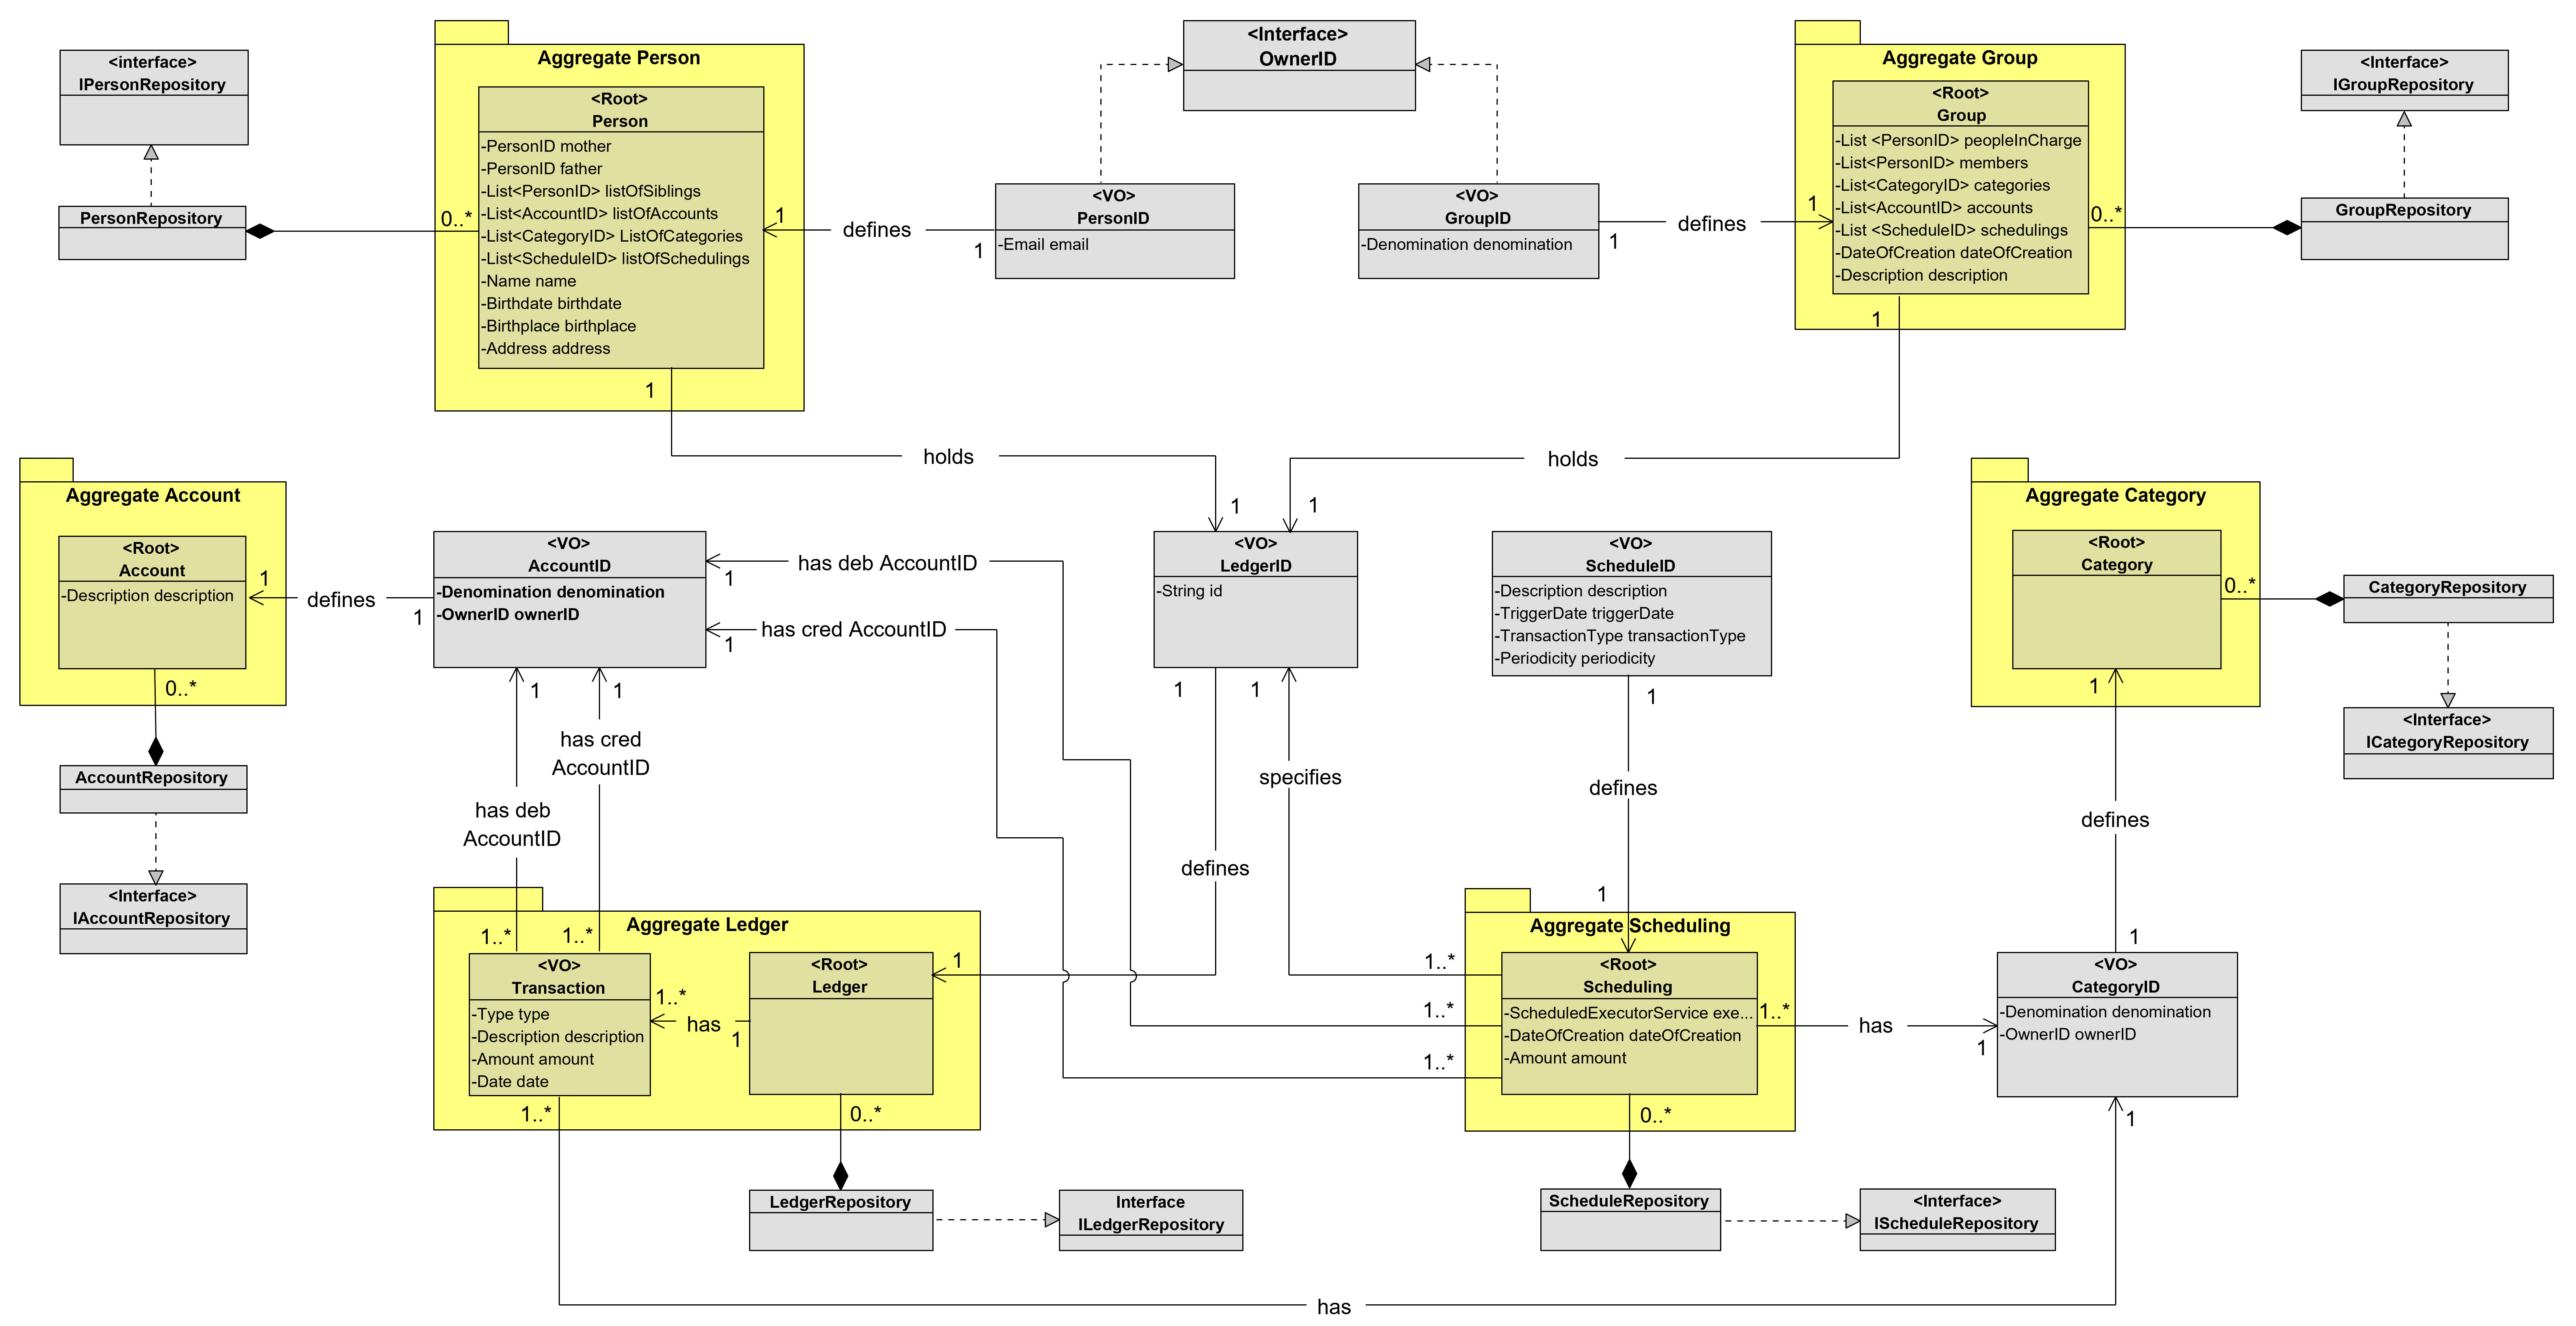 <interface>
IPersonRepository
PersonRepository
0..*
Aggregate Person
<Root>
Person
-PersonID mother
-PersonID father
-List<PersonID> listOfSiblings
-List<AccountID> listOfAccounts
-List<CategoryID> ListOfCategories
-List<ScheduleID> listOfSchedulings
-Name name
-Birthdate birthdate
-Birthplace birthplace
-Address address
1
1
defines
1
<VO>
PersonID
-Email email
<Interface>
OwnerID
<VO>
GroupID
-Denomination denomination
1
defines
1
Aggregate Group
<Root>
Group
-List <PersonID> peopleInCharge
-List<PersonID> members
-List<CategoryID> categories
-List<AccountID> accounts
-List <ScheduleID> schedulings
-DateOfCreation dateOfCreation
-Description description
1
0..*
<Interface>
IGroupRepository
GroupRepository
holds
1
holds
1
Aggregate Account
<Root>
Account
-Description description
1
defines
1
0..*
AccountRepository
<Interface>
IAccountRepository
<VO>
AccountID
-Denomination denomination
-OwnerID ownerID
has deb AccountID
1
has cred AccountID
1
1
1
has cred
AccountID
has deb
AccountID
1..*
1..*
<VO>
LedgerID
-String id
1
1
specifies
defines
<VO>
ScheduleID
-Description description
-TriggerDate triggerDate
-TransactionType transactionType
-Periodicity periodicity
1
defines
1
Aggregate Category
<Root>
Category
0..*
1
CategoryRepository
<Interface>
ICategoryRepository
defines
1
Aggregate Ledger
<VO>
Transaction
-Type type
-Description description
-Amount amount
-Date date
1..*
1..*
has
1
<Root>
Ledger
1
0..*
LedgerRepository
Interface
ILedgerRepository
Aggregate Scheduling
<Root>
Scheduling
-ScheduledExecutorService exe...
-DateOfCreation dateOfCreation
-Amount amount
1..*
1..*
1..*
1..*
has
1
0..*
ScheduleRepository
<Interface>
IScheduleRepository
<VO>
CategoryID
-Denomination denomination
-OwnerID ownerID
1
has